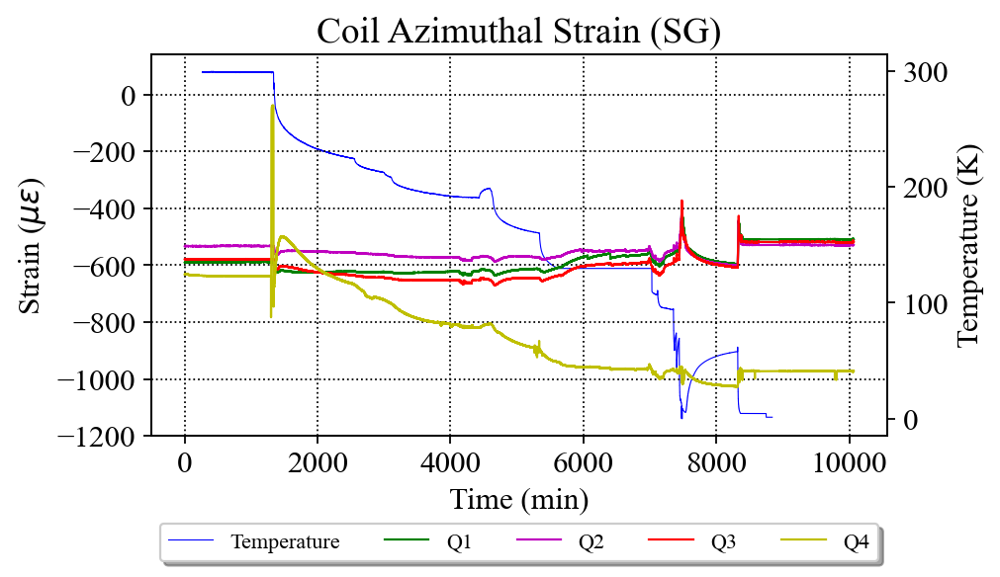 Coil Azimuthal Strain (SG)
0
−200
−400
−600
−800
−1000
−1200
Strain (με)
300
200
100
0
Temperature (K)
0 2000 4000 6000 8000 10000
Time (min)
Temperature Q1 Q2 Q3 Q4